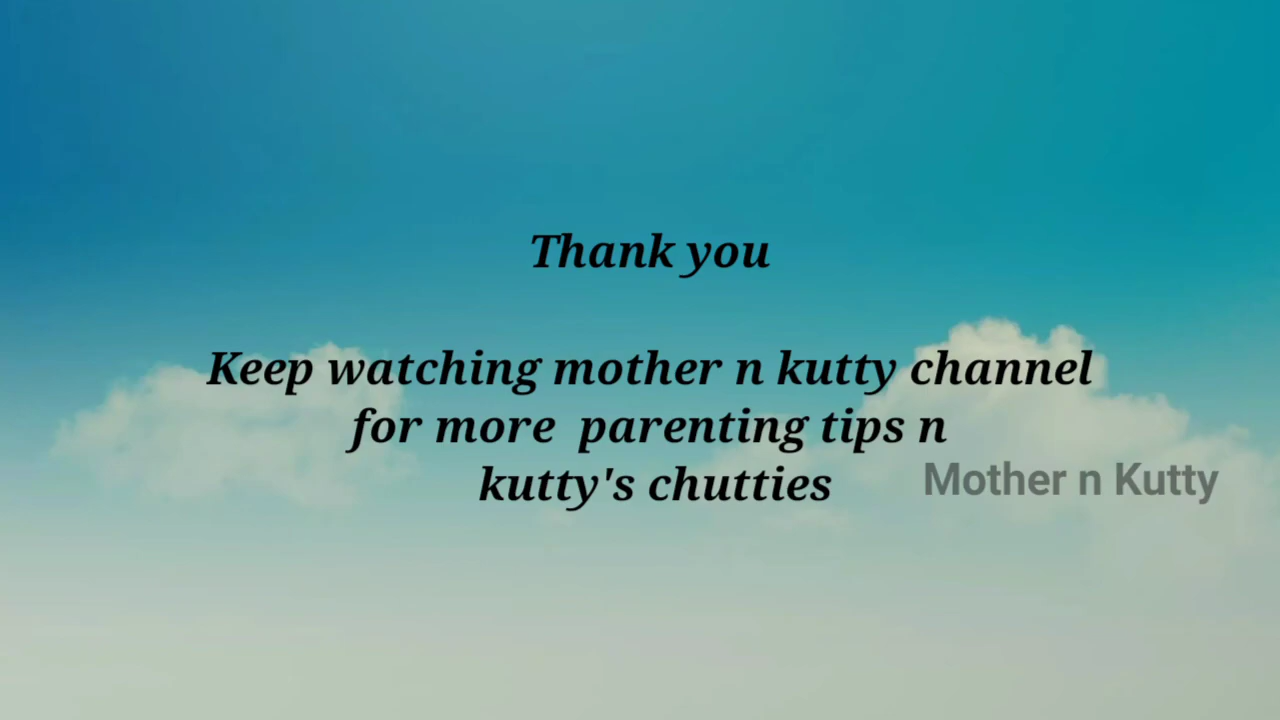 Thank you
Keep watching mother n kutty channel
for more  parenting tips n
kutty's chutties
Mother n Kutty